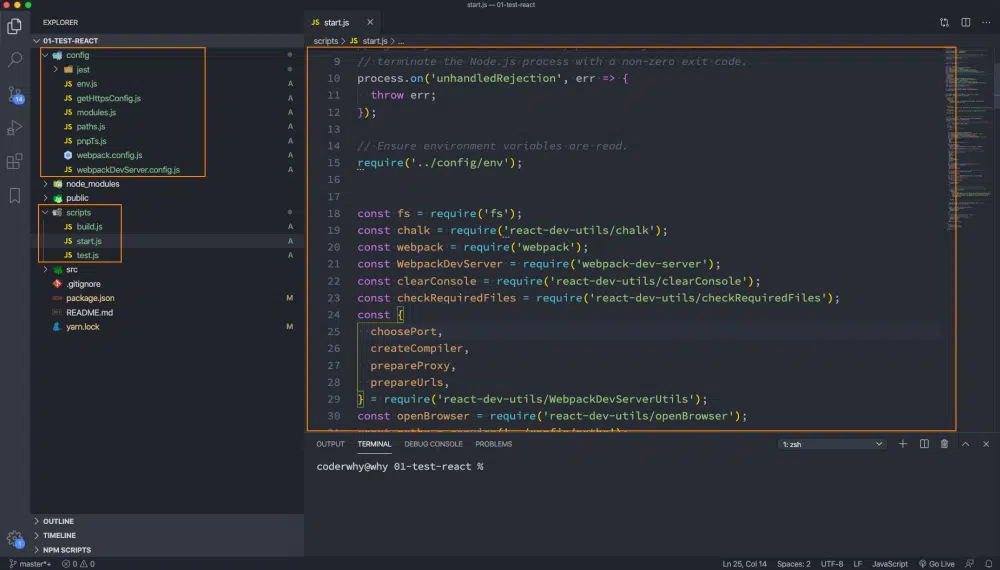 start.js — 01-test-react
EXPLORER
01-TEST-REACT
config
jest
env.js A
getHttpsConfig.js A
modules.js A
paths.js A
pnpTs.js A
webpack.config.js A
webpackDevServer.config.js A
node_modules
public
scripts
build.js A
start.js A
test.js A
src
.gitignore
package.json M
README.md
yarn.lock M
OUTLINE
TIMELINE
NPM SCRIPTS
14
1
JS start.js
scripts > JS start.js > ...
9 // terminate the Node.js process with a non-zero exit code.
10 process.on('unhandledRejection', err => {
11 throw err;
12 });
13
14 // Ensure environment variables are read.
15 require('../config/env');
16
17
18 const fs = require('fs');
19 const chalk = require('react-dev-utils/chalk');
20 const webpack = require('webpack');
21 const WebpackDevServer = require('webpack-dev-server');
22 const clearConsole = require('react-dev-utils/clearConsole');
23 const checkRequiredFiles = require('react-dev-utils/checkRequiredFiles');
24 const {
25 choosePort,
26 createCompiler,
27 prepareProxy,
28 prepareUrls,
29 } = require('react-dev-utils/WebpackDevServerUtils');
30 const openBrowser = require('react-dev-utils/openBrowser');
OUTPUT TERMINAL DEBUG CONSOLE PROBLEMS 1: zsh
coderwhy@why 01-test-react %
master*+ 0 0 Ln 25, Col 14 Spaces: 2 UTF-8 LF JavaScript Go Live